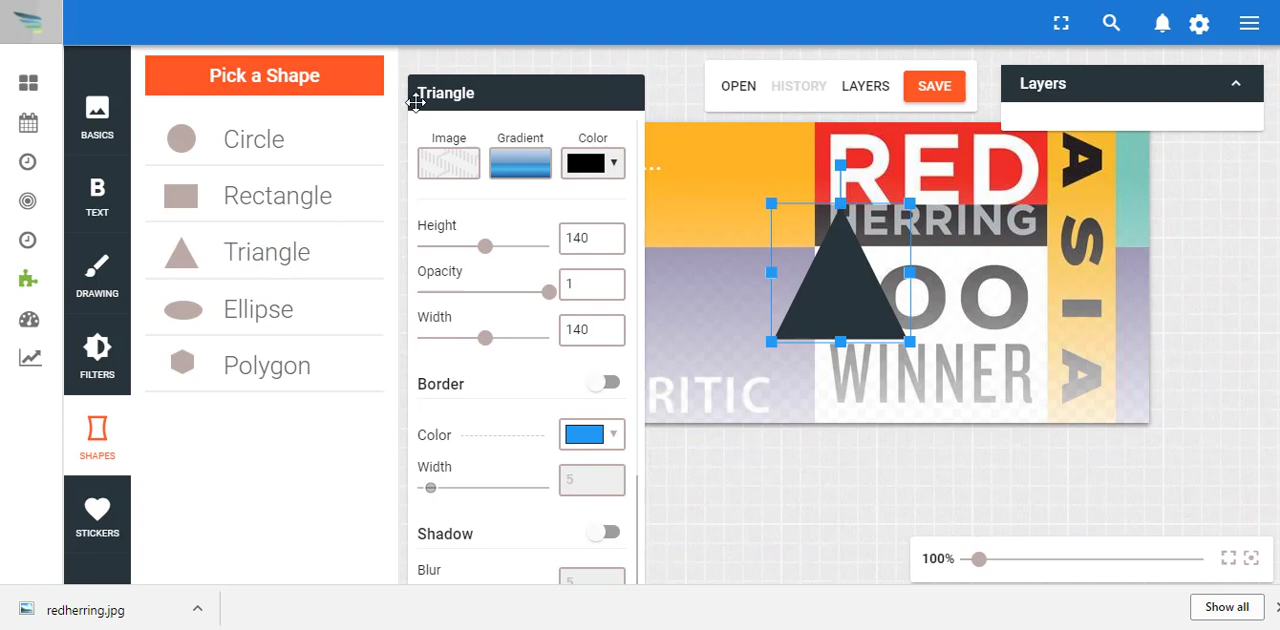 BASICS
TEXT
DRAWING
FILTERS
SHAPES
STICKERS
Pick a Shape
Circle
Rectangle
Triangle
Ellipse
Polygon
Triangle
Image Gradient Color
Height
140
Opacity
1
Width
140
Border
Color
Width
5
Shadow
Blur
5
OPEN HISTORY LAYERS SAVE
Layers
...
RED
HERRING
OO
WINNER
RITIC
ASIA
100%
redherring.jpg
Show all